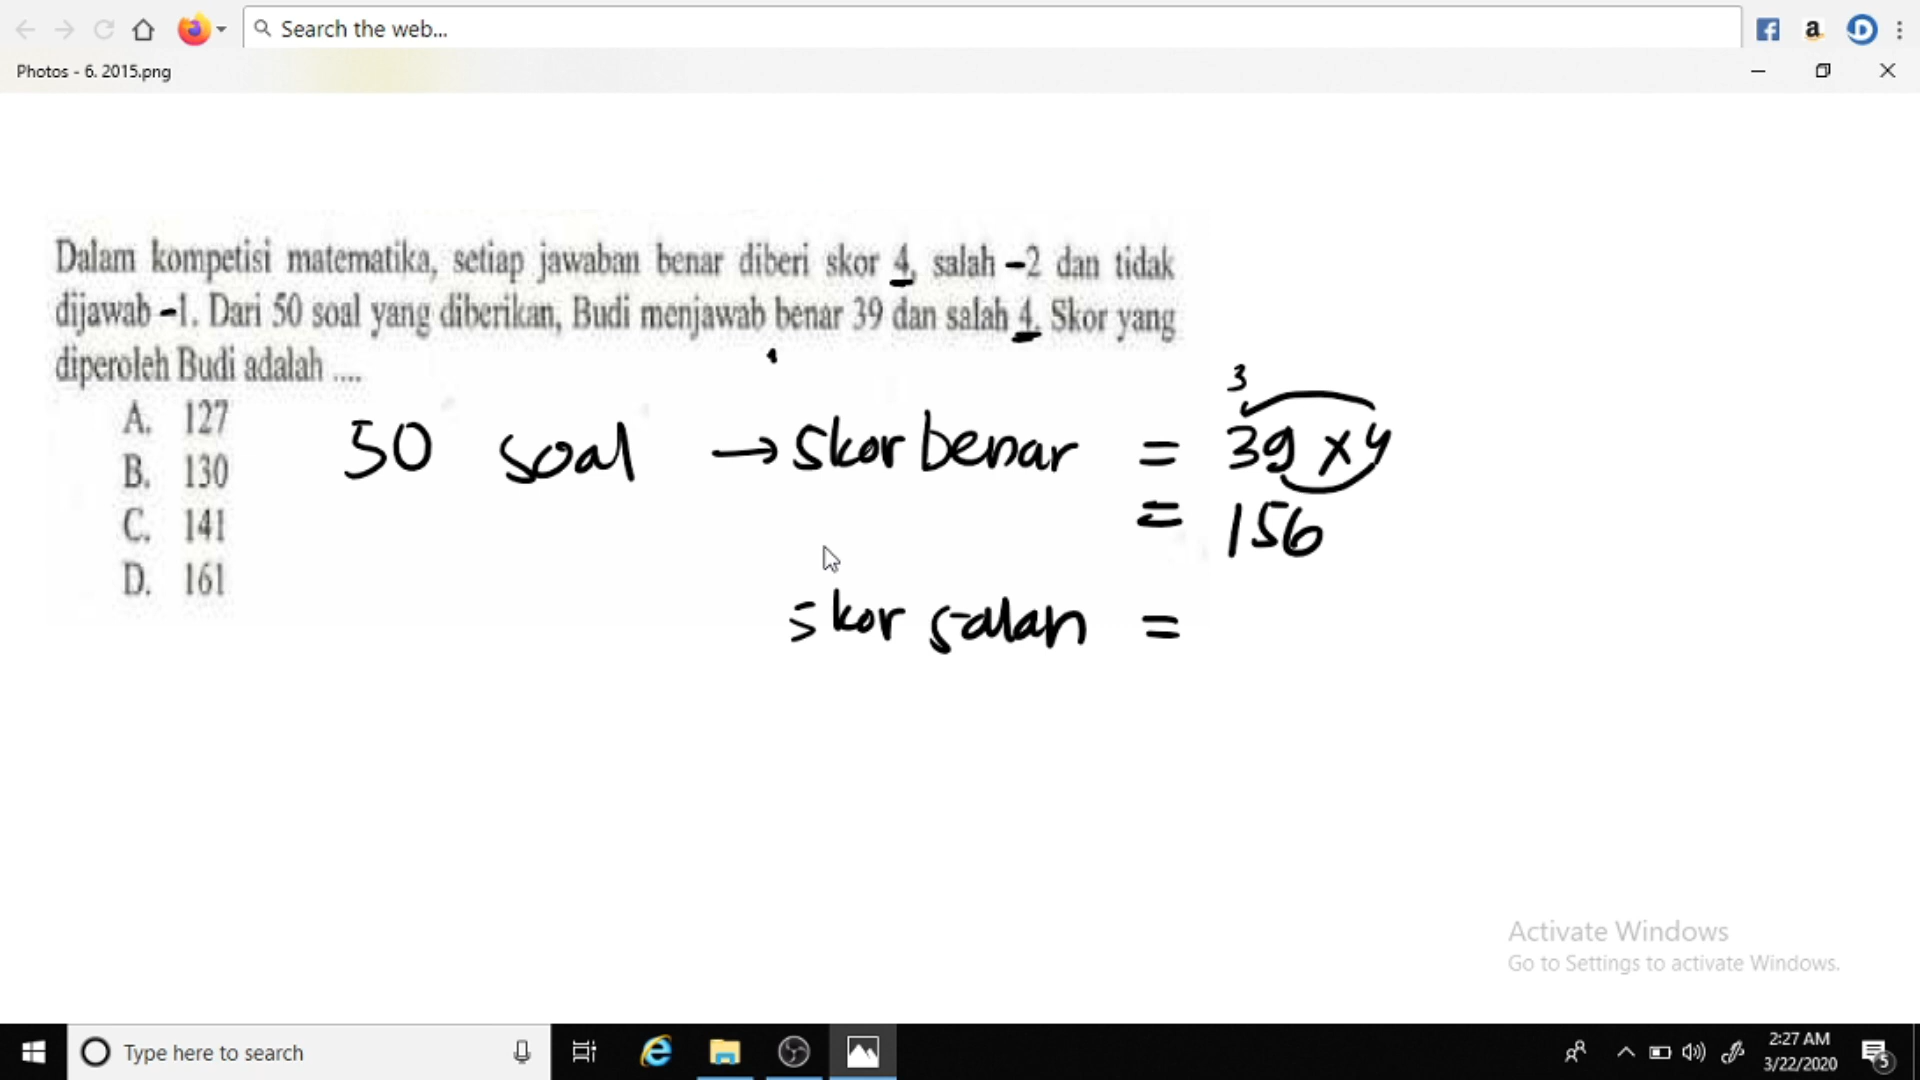 Search the web...
Photos - 6. 2015.png
Dalam kompetisi matematika, setiap jawaban benar diberi skor 4, salah -2 dan tidak
dijawab -1. Dari 50 soal yang diberikan, Budi menjawab benar 39 dan salah 4. Skor yang
diperoleh Budi adalah ....
A. 127
B. 130
C. 141
D. 161
3
50 soal → skor benar = 39 x 4
= 156
skor salah =
Activate Windows
Go to Settings to activate Windows.
Type here to search
2:27 AM
3/22/2020
5